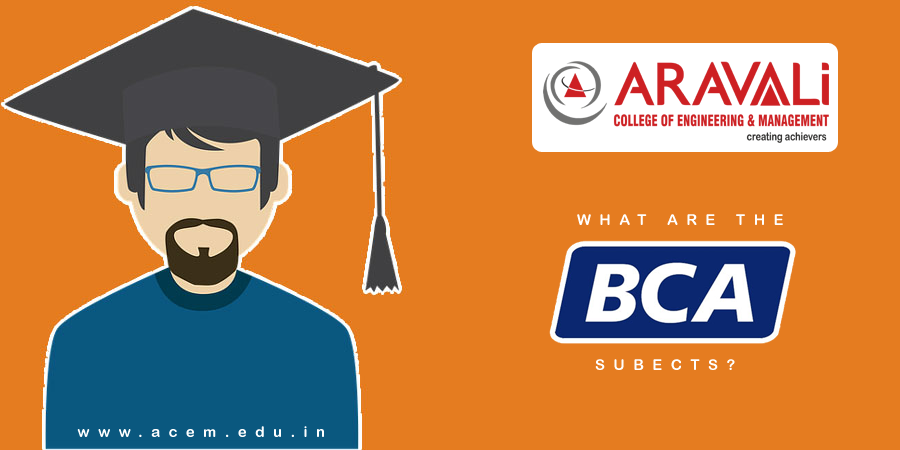 ARAVALi
COLLEGE OF ENGINEERING & MANAGEMENT
creating achievers
WHAT ARE THE
BCA
SUBECTS?
www.acem.edu.in